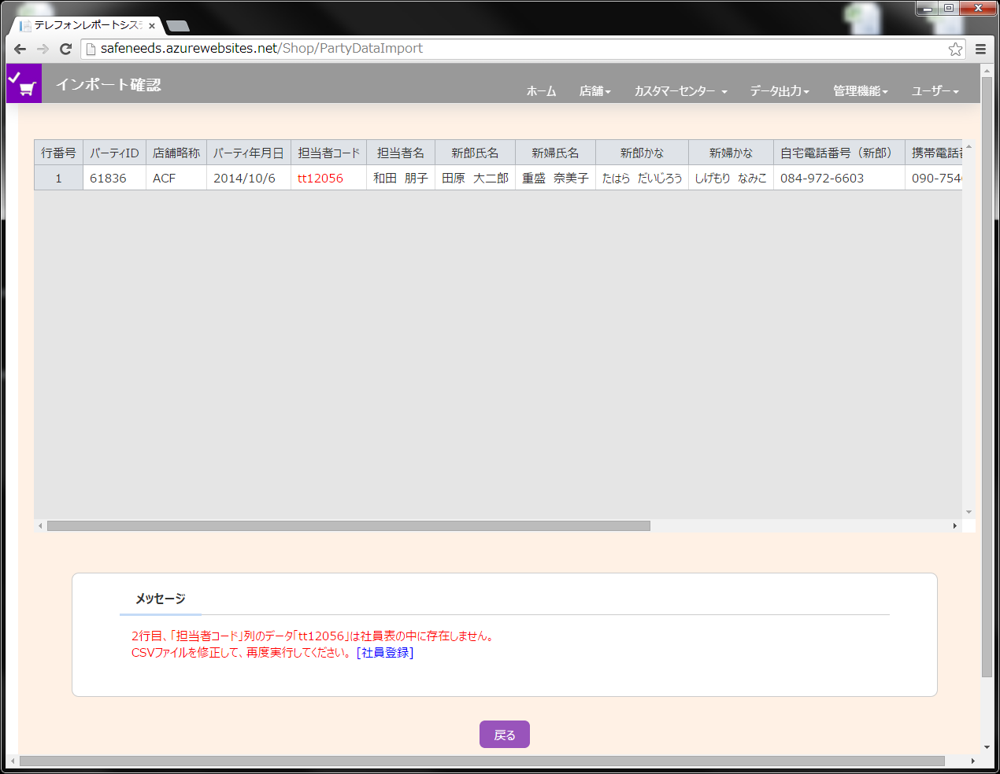 テレフォンレポートシステ
safeneeds.azurewebsites.net/Shop/PartyDataImport
インポート確認
ホーム 店舗 カスタマーセンター データ出力 管理機能 ユーザー
行番号 パーティID 店舗略称 パーティ年月日 担当者コード 担当者名 新郎氏名 新婦氏名 新郎かな 新婦かな 自宅電話番号（新郎） 携帯電話
1 61836 ACF 2014/10/6 tt12056 和田　朋子 田原　大二郎 重盛　奈美子 たはら　だいじろう しげもり　なみこ 084-972-6603 090-754
メッセージ
2行目、「担当者コード」列のデータ「tt12056」は社員表の中に存在しません。
CSVファイルを修正して、再度実行してください。 [社員登録]
戻る